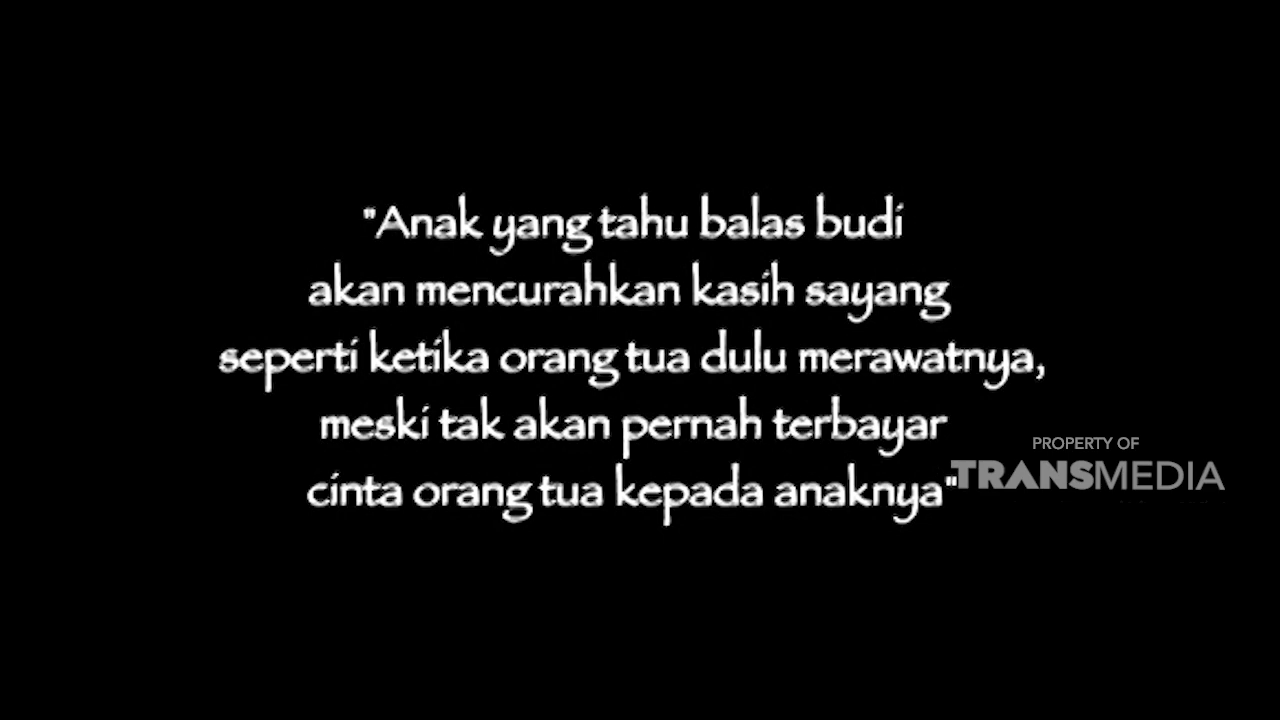 "Anak yang tahu balas budi
akan mencurahkan kasih sayang
seperti ketika orang tua dulu merawatnya,
meski tak akan pernah terbayar
cinta orang tua kepada anaknya"
PROPERTY OF
TRANSMEDIA